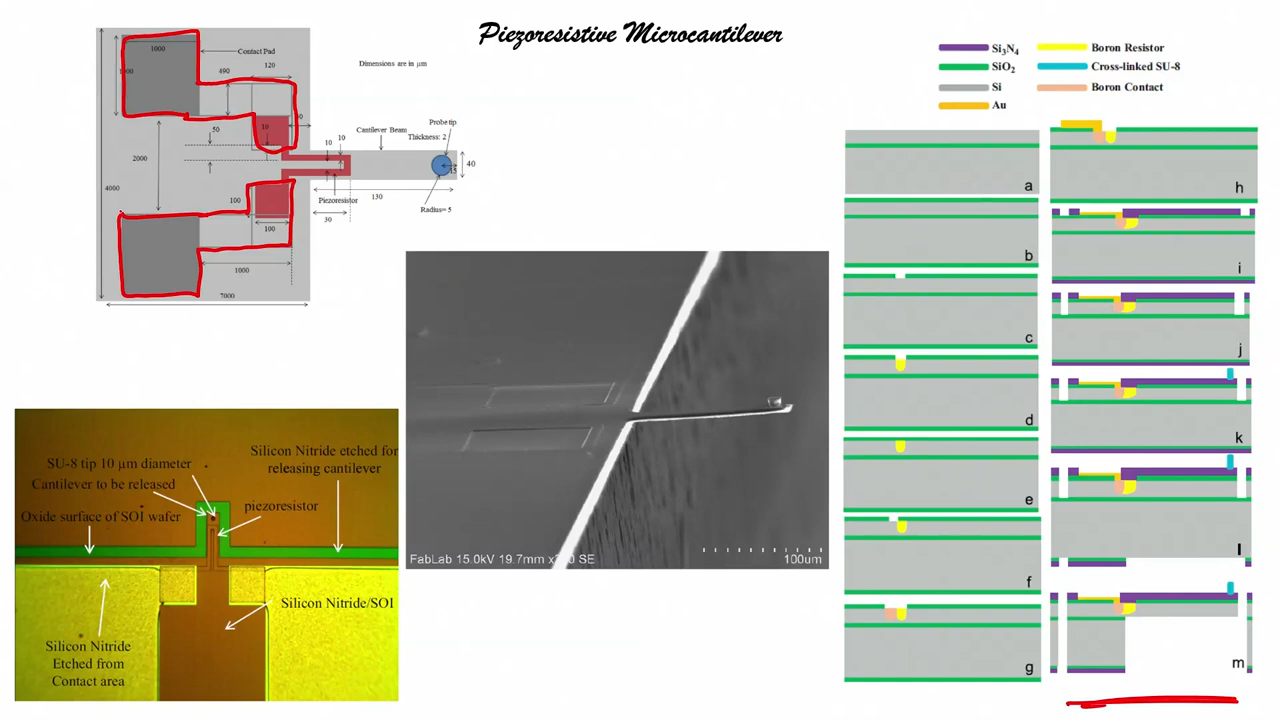 Piezoresistive Microcantilever
1000
Contact Pad
120
490
Dimensions are in µm
50
10
10
10
Cantilever Beam
Thickness: 2
Probe tip
40
2000
4000
100
Piezoresistor
130
30
Radius= 5
100
1000
7000
Si3N4
SiO2
Si
Au
Boron Resistor
Cross-linked SU-8
Boron Contact
a
b
c
d
e
f
g
h
i
j
k
l
m
SU-8 tip 10 µm diameter
Cantilever to be released
Oxide surface of SOI wafer
Silicon Nitride etched for
releasing cantilever
piezoresistor
Silicon Nitride/SOI
Silicon Nitride
Etched from
Contact area
FabLab 15.0kV 19.7mm SE
100um